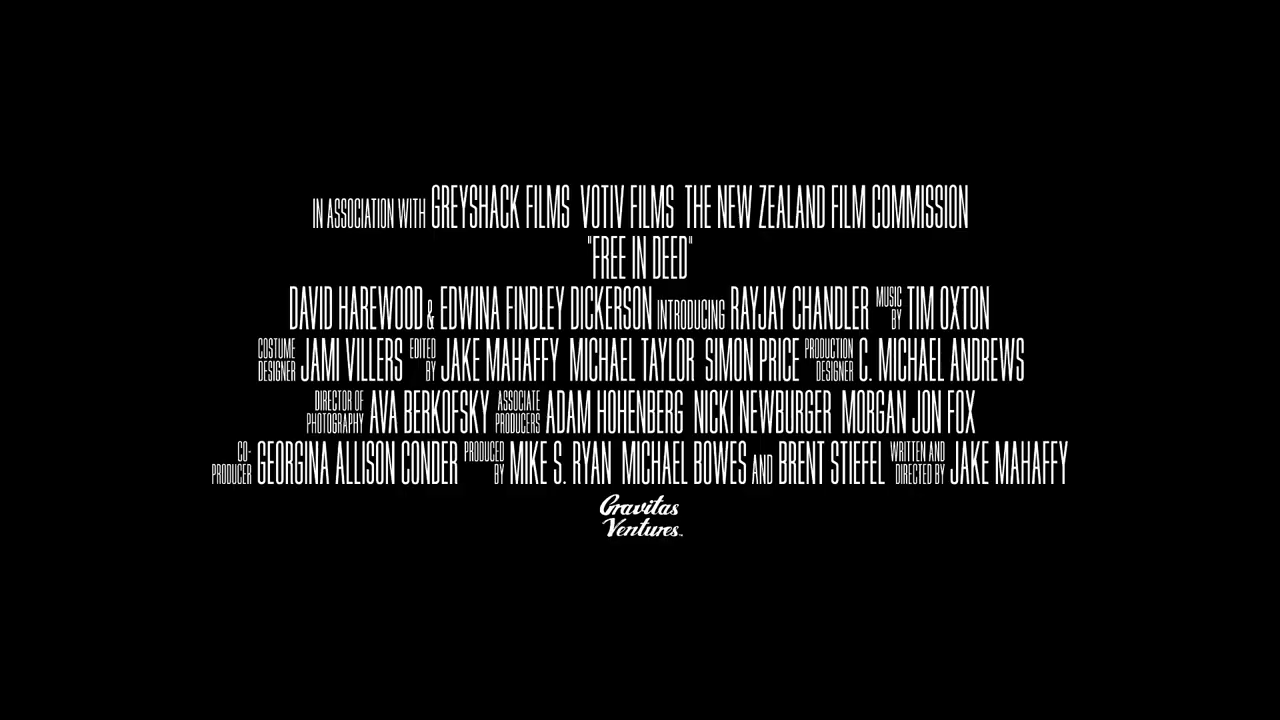 IN ASSOCIATION WITH GREYSHACK FILMS VOTIV FILMS THE NEW ZEALAND FILM COMMISSION
"FREE IN DEED"
DAVID HAREWOOD & EDWINA FINDLEY DICKERSON INTRODUCING RAYJAY CHANDLER MUSIC BY TIM OXTON
COSTUME DESIGNER JAMI VILLERS EDITED BY JAKE MAHAFFY MICHAEL TAYLOR SIMON PRICE PRODUCTION DESIGNER C. MICHAEL ANDREWS
DIRECTOR OF PHOTOGRAPHY AVA BERKOFSKY ASSOCIATE PRODUCERS ADAM HOHENBERG NICKI NEWBURGER MORGAN JON FOX
CO-PRODUCER GEORGINA ALLISON CONDER PRODUCED BY MIKE S. RYAN MICHAEL BOWES AND BRENT STIEFEL WRITTEN AND DIRECTED BY JAKE MAHAFFY
Gravitas
Ventures™